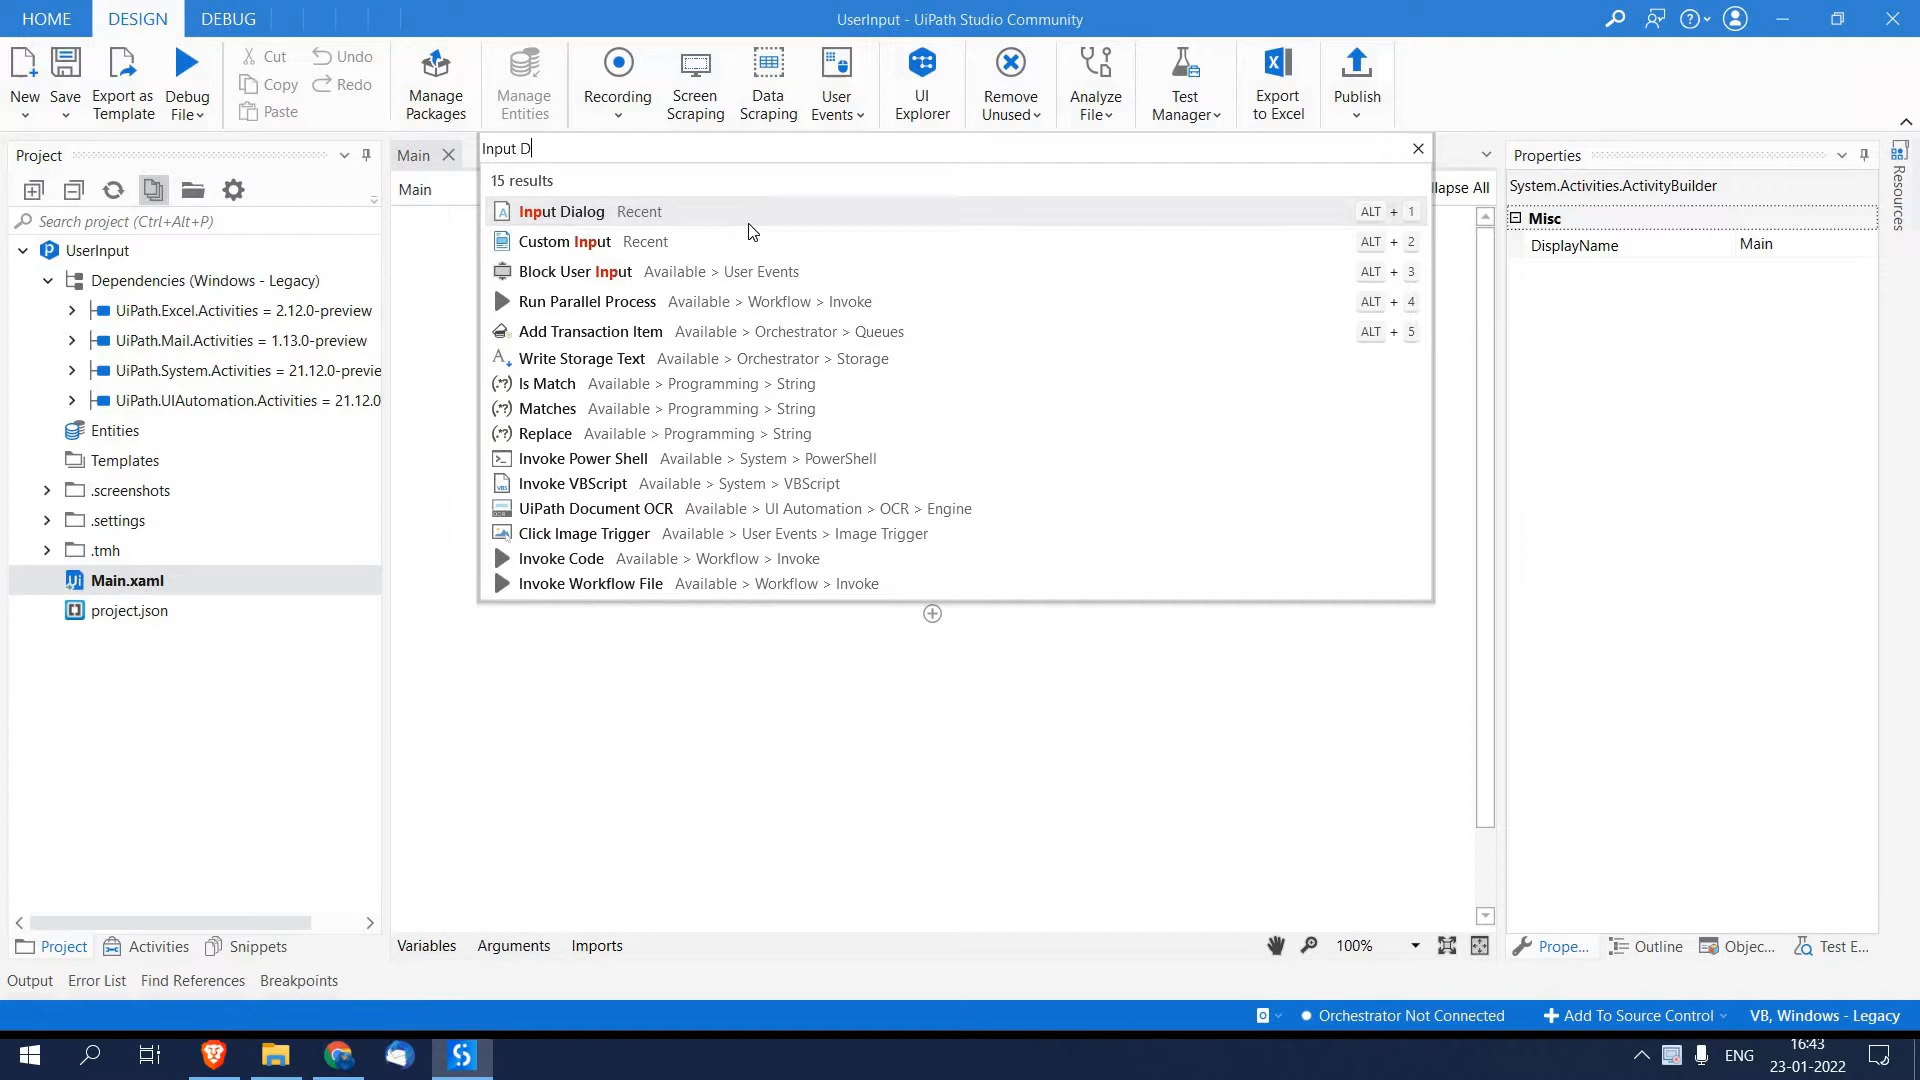 HOME
DESIGN
DEBUG
UserInput - UiPath Studio Community
New
Save
Export as Template
Debug File
Cut
Copy
Paste
Undo
Redo
Manage Packages
Manage Entities
Recording
Screen Scraping
Data Scraping
User Events
UI Explorer
Remove Unused
Analyze File
Test Manager
Export to Excel
Publish
Project
Search project (Ctrl+Alt+P)
UserInput
Dependencies (Windows - Legacy)
UiPath.Excel.Activities = 2.12.0-preview
UiPath.Mail.Activities = 1.13.0-preview
UiPath.System.Activities = 21.12.0-previe
UiPath.UIAutomation.Activities = 21.12.0
Entities
Templates
.screenshots
.settings
.tmh
Main.xaml
project.json
Main
Main
Input D
15 results
Input Dialog Recent ALT + 1
Custom Input Recent ALT + 2
Block User Input Available > User Events ALT + 3
Run Parallel Process Available > Workflow > Invoke ALT + 4
Add Transaction Item Available > Orchestrator > Queues ALT + 5
Write Storage Text Available > Orchestrator > Storage
Is Match Available > Programming > String
Matches Available > Programming > String
Replace Available > Programming > String
Invoke Power Shell Available > System > PowerShell
Invoke VBScript Available > System > VBScript
UiPath Document OCR Available > UI Automation > OCR > Engine
Click Image Trigger Available > User Events > Image Trigger
Invoke Code Available > Workflow > Invoke
Invoke Workflow File Available > Workflow > Invoke
llapse All
Properties
System.Activities.ActivityBuilder
Misc
DisplayName Main
Resources
Project
Activities
Snippets
Variables
Arguments
Imports
100%
Prope...
Outline
Objec...
Test E...
Output
Error List
Find References
Breakpoints
Orchestrator Not Connected
Add To Source Control
VB, Windows - Legacy
ENG
16:43
23-01-2022